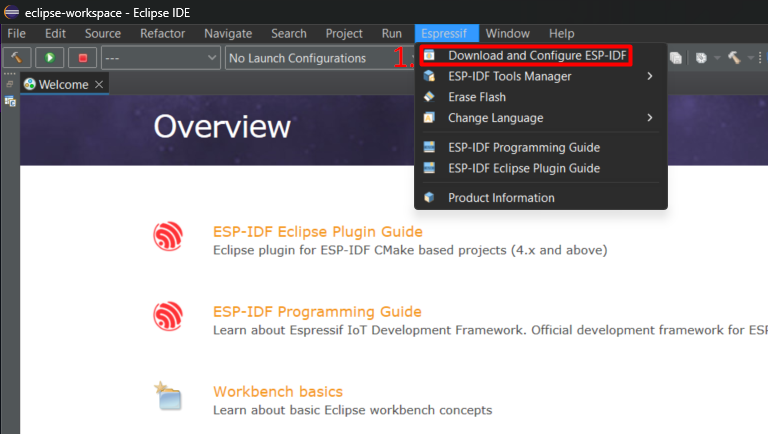 eclipse-workspace - Eclipse IDE
File Edit Source Refactor Navigate Search Project Run Espressif Window Help
--- No Launch Configurations 1.
Download and Configure ESP-IDF
ESP-IDF Tools Manager
Erase Flash
Change Language
ESP-IDF Programming Guide
ESP-IDF Eclipse Plugin Guide
Product Information
Welcome
Overview
ESP-IDF Eclipse Plugin Guide
Eclipse plugin for ESP-IDF CMake based projects (4.x and above)
ESP-IDF Programming Guide
Learn about Espressif IoT Development Framework. Official development framework for ESP
Workbench basics
Learn about basic Eclipse workbench concepts